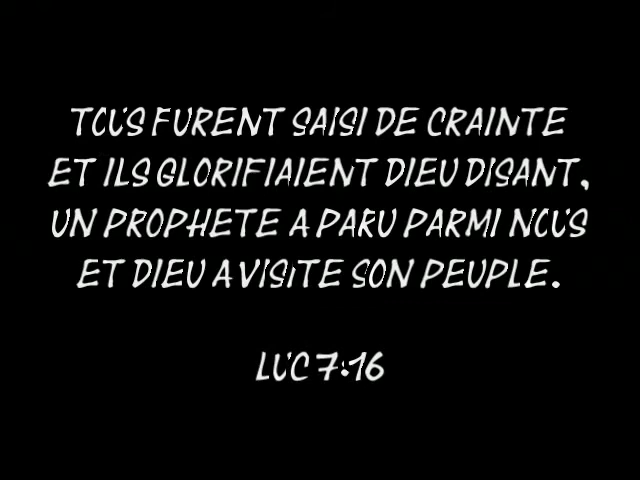 TOUS FURENT SAISI DE CRAINTE
ET ILS GLORIFIAIENT DIEU DISANT,
UN PROPHETE A PARU PARMI NOUS
ET DIEU A VISITE SON PEUPLE.
LUC 7:16